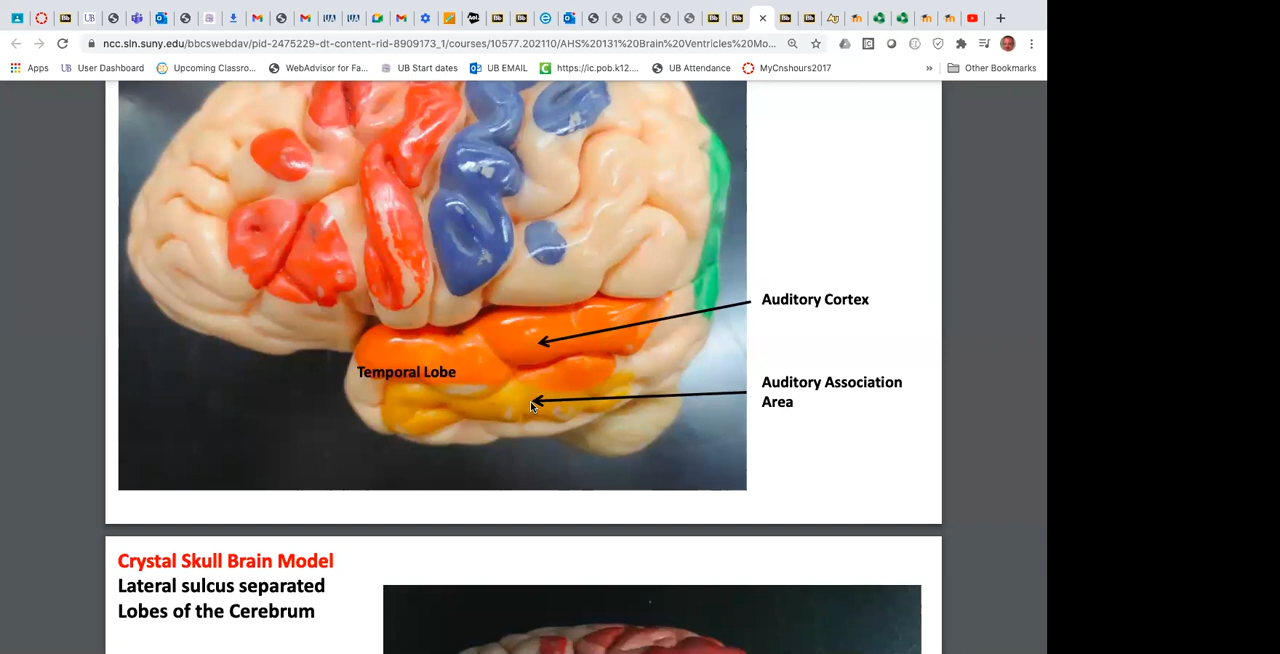 ncc.sln.suny.edu/bbcswebdav/pid-2475229-dt-content-rid-8909173_1/courses/10577.202110/AHS%20131%20Brain%20Ventricles%20Mo...
Apps UB User Dashboard Upcoming Classro... WebAdvisor for Fa... UB Start dates UB EMAIL https://ic.pob.k12.... UB Attendance MyCnshours2017 » Other Bookmarks
Auditory Cortex
Temporal Lobe
Auditory Association
Area
Crystal Skull Brain Model
Lateral sulcus separated
Lobes of the Cerebrum